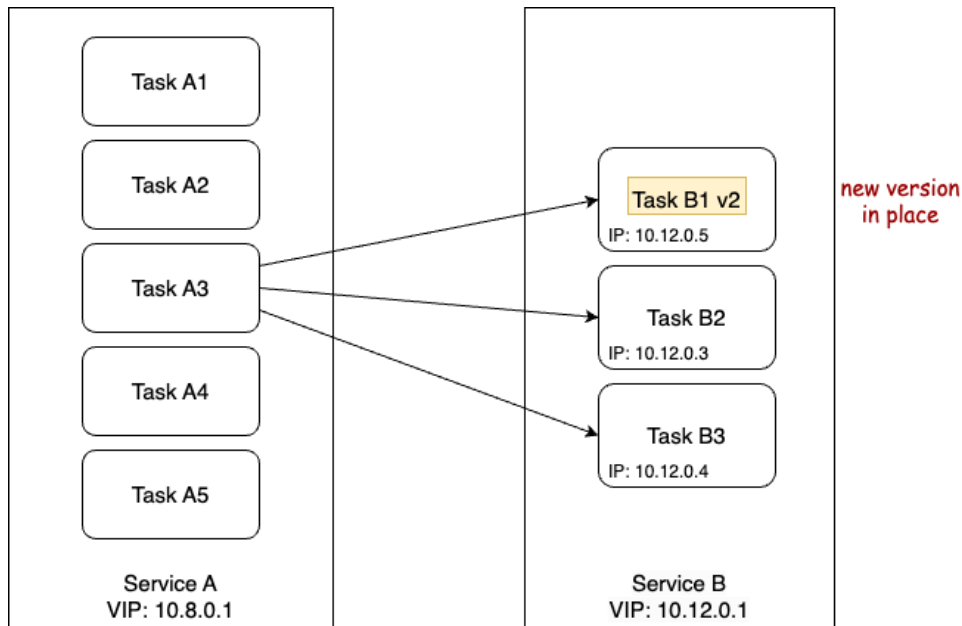 Task A1
Task A2
Task A3
Task A4
Task A5
Service A
VIP: 10.8.0.1
Task B1 v2
IP: 10.12.0.5
Task B2
IP: 10.12.0.3
Task B3
IP: 10.12.0.4
Service B
VIP: 10.12.0.1
new version
in place